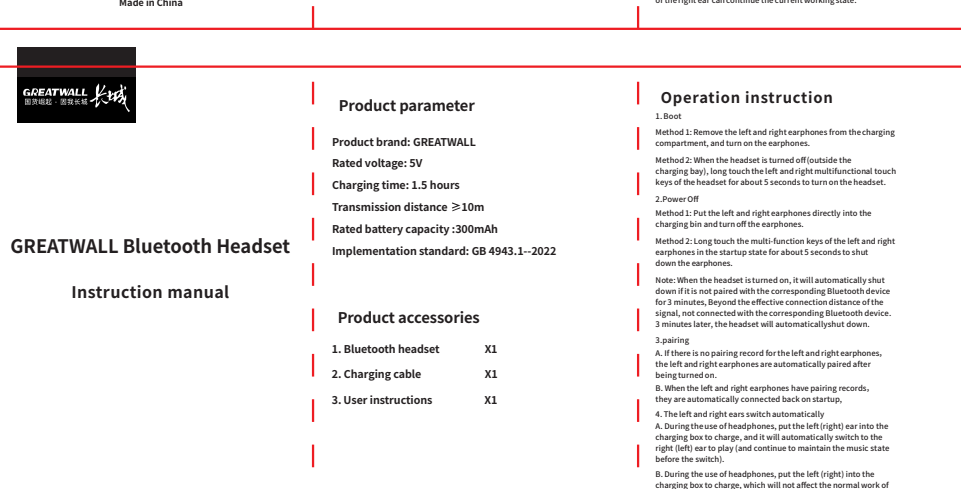 Made in China
of the right ear can continue the current working state.
GREATWALL 长城
国货崛起 · 固我长城
GREATWALL Bluetooth Headset
Instruction manual
Product parameter
Product brand: GREATWALL
Rated voltage: 5V
Charging time: 1.5 hours
Transmission distance ≥10m
Rated battery capacity :300mAh
Implementation standard: GB 4943.1--2022
Product accessories
1. Bluetooth headset X1
2. Charging cable X1
3. User instructions X1
Operation instruction
1. Boot
Method 1: Remove the left and right earphones from the charging
compartment, and turn on the earphones.
Method 2: When the headset is turned off (outside the
charging bay), long touch the left and right multifunctional touch
keys of the headset for about 5 seconds to turn on the headset.
2.Power Off
Method 1: Put the left and right earphones directly into the
charging bin and turn off the earphones.
Method 2: Long touch the multi-function keys of the left and right
earphones in the startup state for about 5 seconds to shut
down the earphones.
Note: When the headset is turned on, it will automatically shut
down if it is not paired with the corresponding Bluetooth device
for 3 minutes, Beyond the effective connection distance of the
signal, not connected with the corresponding Bluetooth device.
3 minutes later, the headset will automaticallyshut down.
3.pairing
A. If there is no pairing record for the left and right earphones,
the left and right earphones are automatically paired after
being turned on.
B. When the left and right earphones have pairing records,
they are automatically connected back on startup,
4. The left and right ears switch automatically
A. During the use of headphones, put the left (right) ear into the
charging box to charge, and it will automatically switch to the
right (left) ear to play (and continue to maintain the music state
before the switch).
B. During the use of headphones, put the left (right) into the
charging box to charge, which will not affect the normal work of